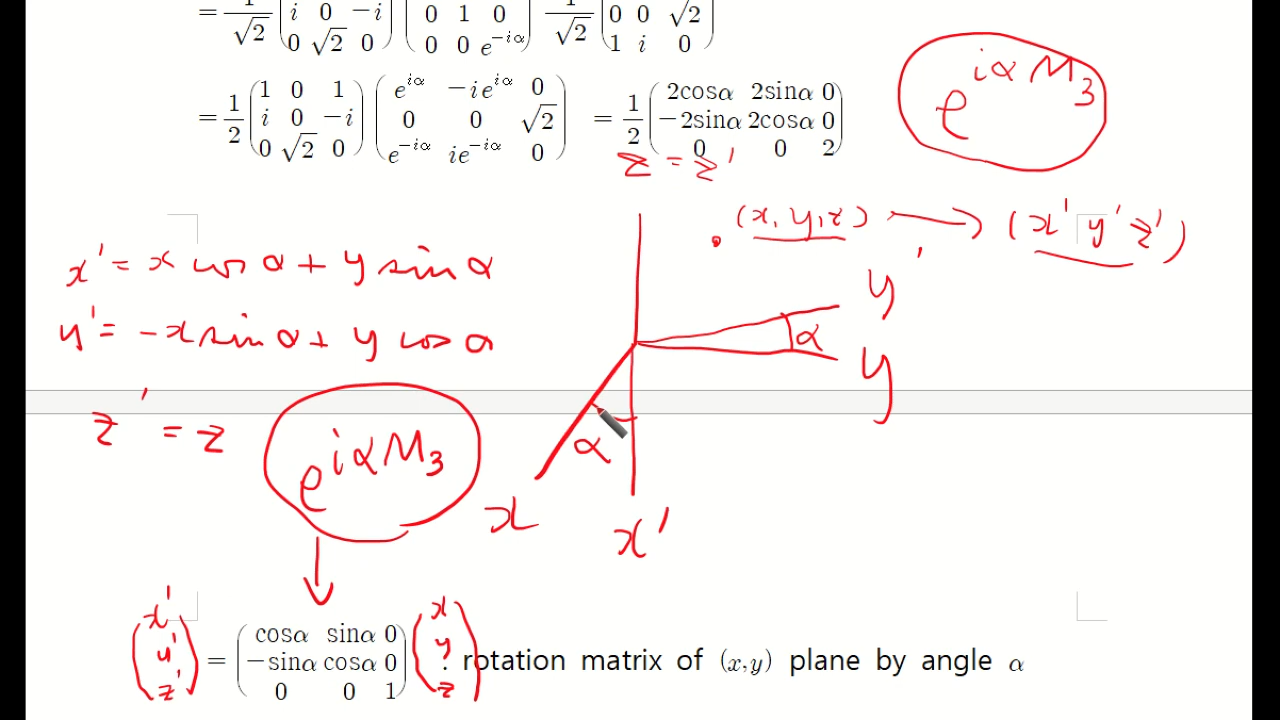 = 1/√2 ( i 0 −i ) ( 0 1 0 ) 1/√2 ( 0 0 √2 )
( 0 √2 0 ) ( 0 0 e^{−iα} ) ( 1 i 0 )
= 1/2 ( 1 0 1 ) ( e^{iα} −ie^{iα} 0 ) = 1/2 ( 2cosα 2sinα 0 )
( i 0 −i ) ( 0 0 √2 ) ( −2sinα 2cosα 0 )
( 0 √2 0 ) ( e^{−iα} ie^{−iα} 0 ) ( 0 0 2 )
e^{iαM₃}
z = z'
(x, y, z) → (x' y' z')
x' = x cos α + y sin α
y' = −x sin α + y cos α
z' = z
e^{iαM₃}
y'
α
y
α
x
x'
( x' ) ( cosα sinα 0 ) ( x )
( y' ) = ( −sinα cosα 0 ) ( y ) : rotation matrix of (x,y) plane by angle α
( z' ) ( 0 0 1 ) ( z )